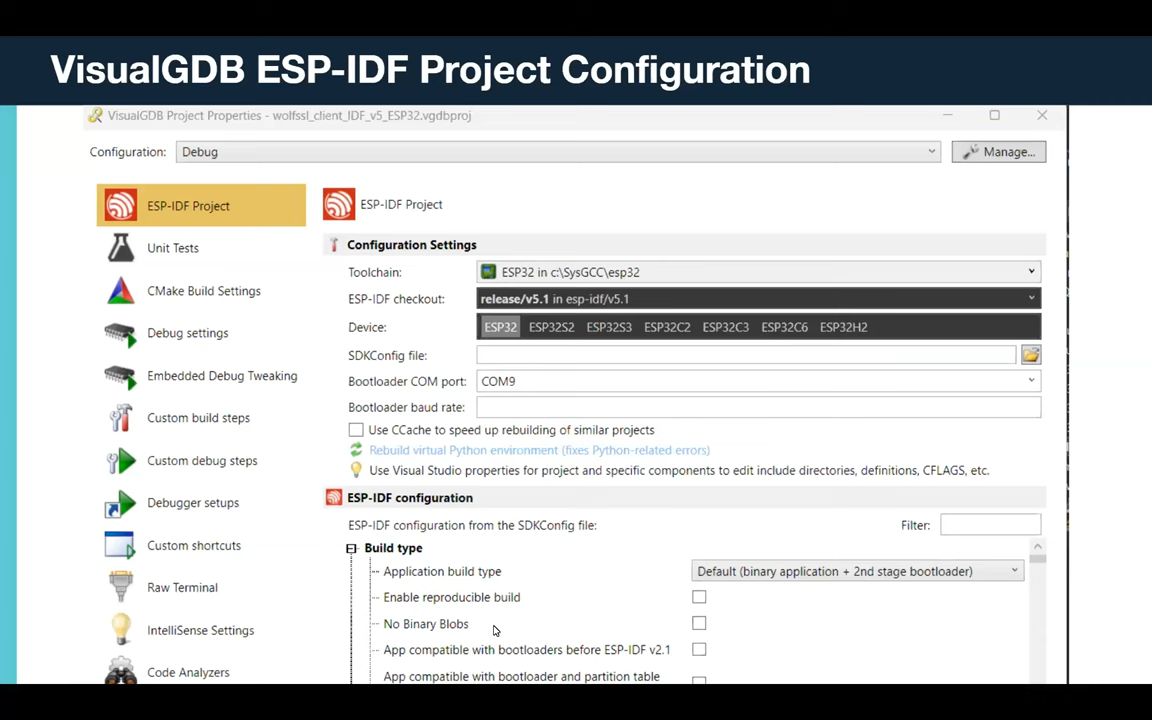 VisualGDB ESP-IDF Project Configuration
VisualGDB Project Properties - wolfssl_client_IDF_v5_ESP32.vgdbproj
Configuration: Debug Manage...
ESP-IDF Project
Unit Tests
CMake Build Settings
Debug settings
Embedded Debug Tweaking
Custom build steps
Custom debug steps
Debugger setups
Custom shortcuts
Raw Terminal
IntelliSense Settings
Code Analyzers
ESP-IDF Project
Configuration Settings
Toolchain: ESP32 in c:\SysGCC\esp32
ESP-IDF checkout: release/v5.1 in esp-idf/v5.1
Device: ESP32 ESP32S2 ESP32S3 ESP32C2 ESP32C3 ESP32C6 ESP32H2
SDKConfig file:
Bootloader COM port: COM9
Bootloader baud rate:
Use CCache to speed up rebuilding of similar projects
Rebuild virtual Python environment (fixes Python-related errors)
Use Visual Studio properties for project and specific components to edit include directories, definitions, CFLAGS, etc.
ESP-IDF configuration
ESP-IDF configuration from the SDKConfig file: Filter:
Build type
Application build type Default (binary application + 2nd stage bootloader)
Enable reproducible build
No Binary Blobs
App compatible with bootloaders before ESP-IDF v2.1
App compatible with bootloader and partition table